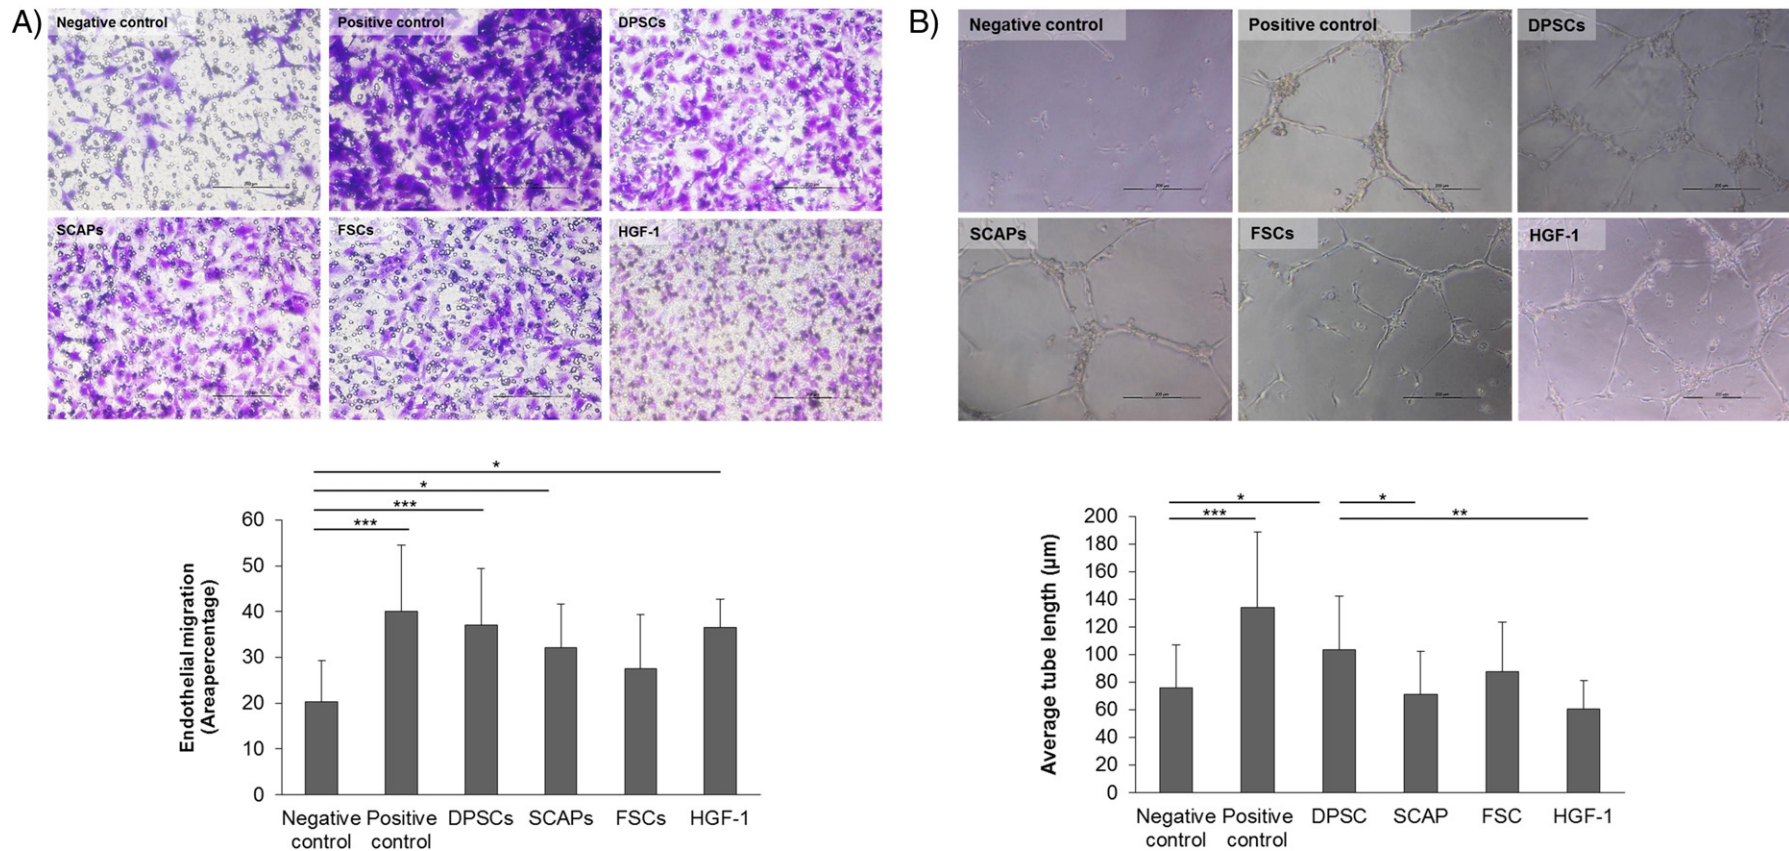 A)
Negative control
Positive control
DPSCs
SCAPs
FSCs
HGF-1
*
*
***
***
60
50
40
30
20
10
0
Endothelial migration
(Areapercentage)
Negative
control
Positive
control
DPSCs
SCAPs
FSCs
HGF-1
B)
Negative control
Positive control
DPSCs
SCAPs
FSCs
HGF-1
*
*
***
**
200
180
160
140
120
100
80
60
40
20
0
Average tube length (µm)
Negative
control
Positive
control
DPSC
SCAP
FSC
HGF-1